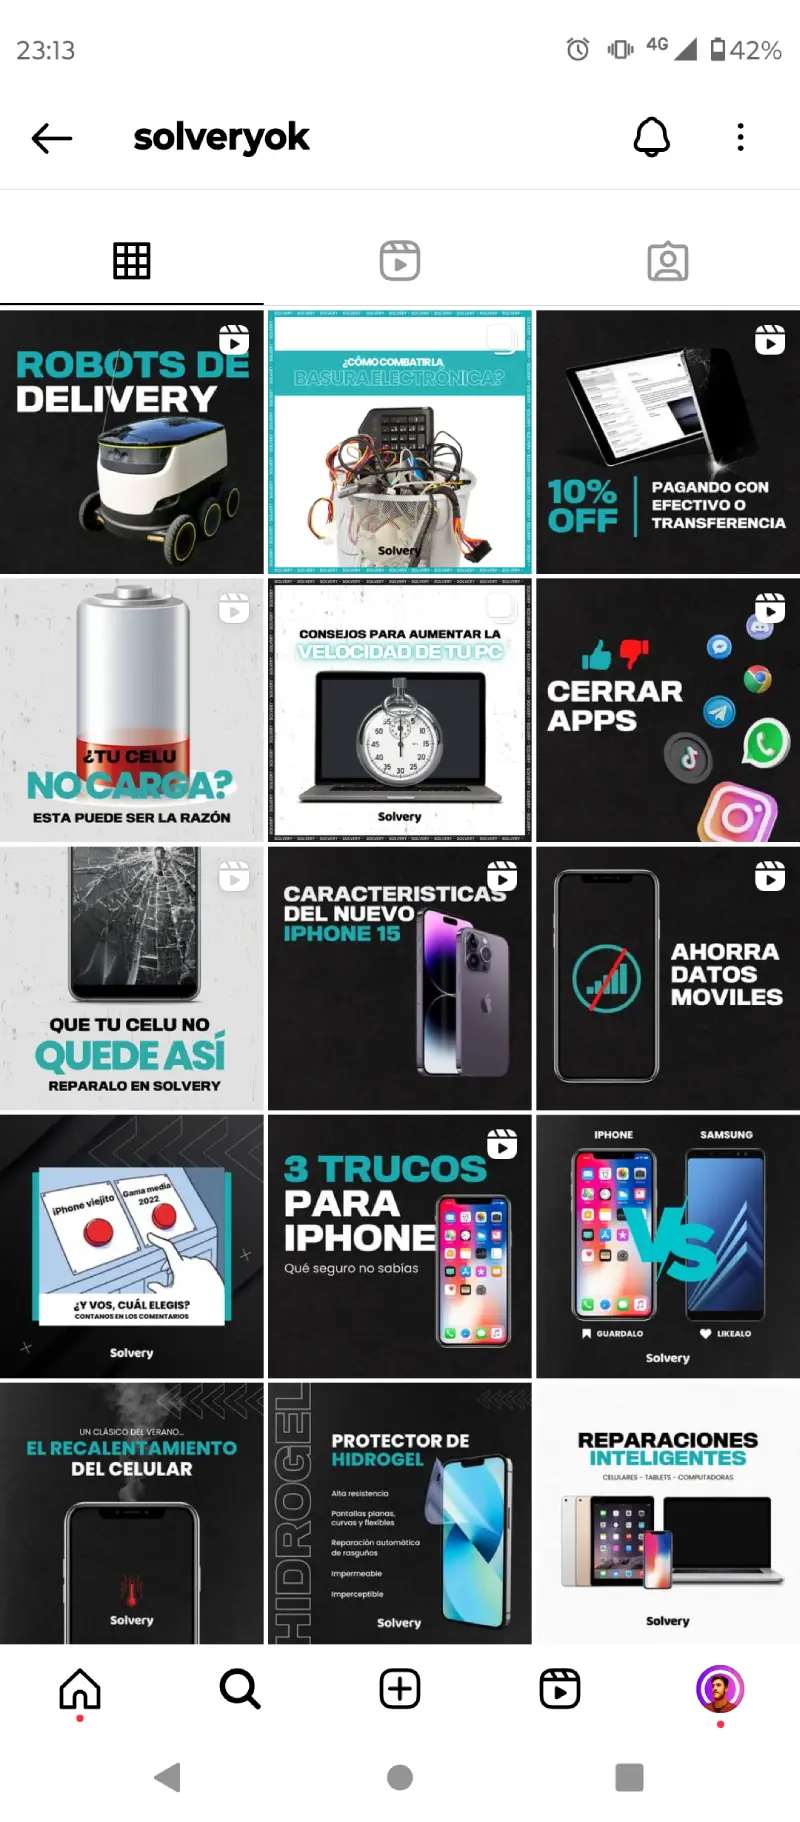 23:13
4G
42%
solveryok
ROBOTS DE
DELIVERY
¿CÓMO COMBATIR LA
BASURA ELECTRÓNICA?
Solvery
10%
OFF
PAGANDO CON
EFECTIVO O
TRANSFERENCIA
¿TU CELU
NO CARGA?
ESTA PUEDE SER LA RAZÓN
CONSEJOS PARA AUMENTAR LA
VELOCIDAD DE TU PC
Solvery
CERRAR
APPS
QUE TU CELU NO
QUEDE ASÍ
REPARALO EN SOLVERY
CARACTERISTICAS
DEL NUEVO
IPHONE 15
AHORRA
DATOS
MOVILES
iPhone viejito
Gama media
2022
¿Y VOS, CUÁL ELEGIS?
CONTANOS EN LOS COMENTARIOS
Solvery
3 TRUCOS
PARA
IPHONE
Qué seguro no sabías
IPHONE
SAMSUNG
VS
GUARDALO
LIKEALO
Solvery
UN CLÁSICO DEL VERANO...
EL RECALENTAMIENTO
DEL CELULAR
Solvery
HIDROGEL
PROTECTOR DE
HIDROGEL
Alta resistencia
Pantallas planas,
curvas y flexibles
Reparación automática
de rasguños
Impermeable
Imperceptible
Solvery
REPARACIONES
INTELIGENTES
CELULARES - TABLETS - COMPUTADORAS
Solvery